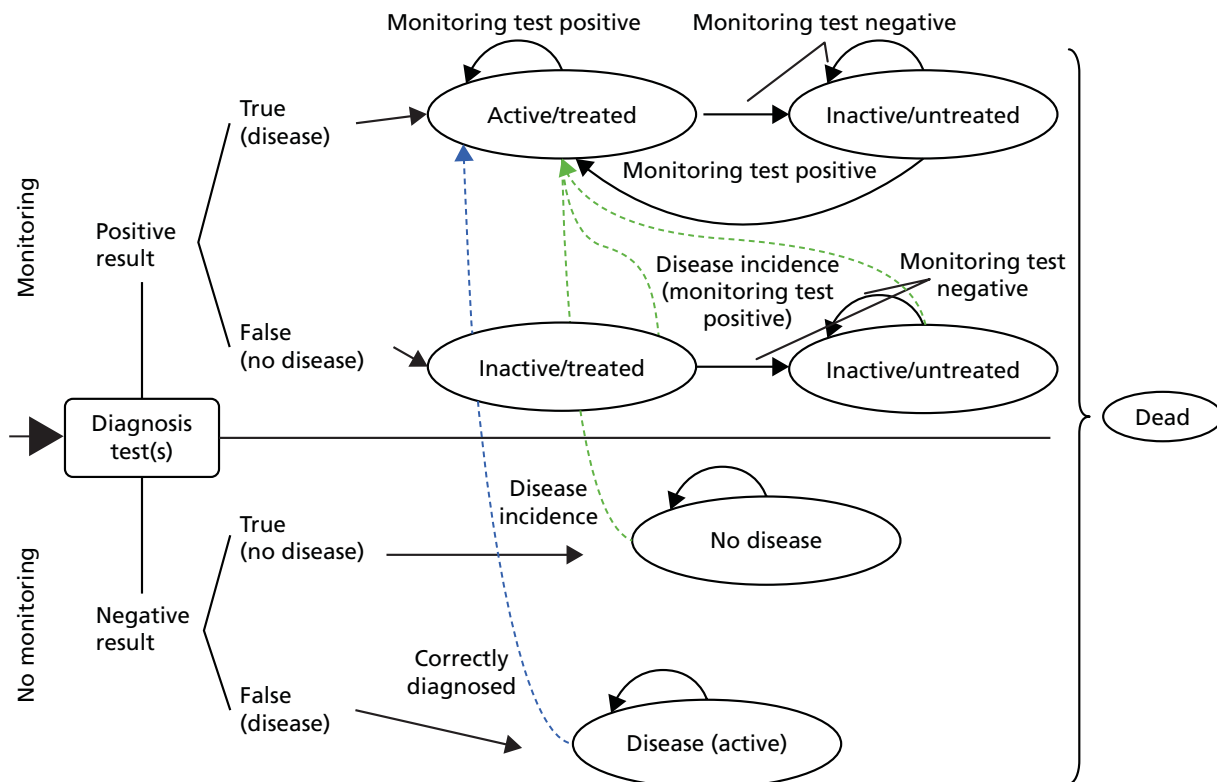 Monitoring test positive
Monitoring test negative
True
(disease)
Active/treated
Inactive/untreated
Monitoring test positive
Monitoring
Positive
result
Disease incidence
(monitoring test
positive)
Monitoring test
negative
False
(no disease)
Inactive/treated
Inactive/untreated
Diagnosis
test(s)
Dead
Disease
incidence
True
(no disease)
No disease
No monitoring
Negative
result
Correctly
diagnosed
False
(disease)
Disease (active)